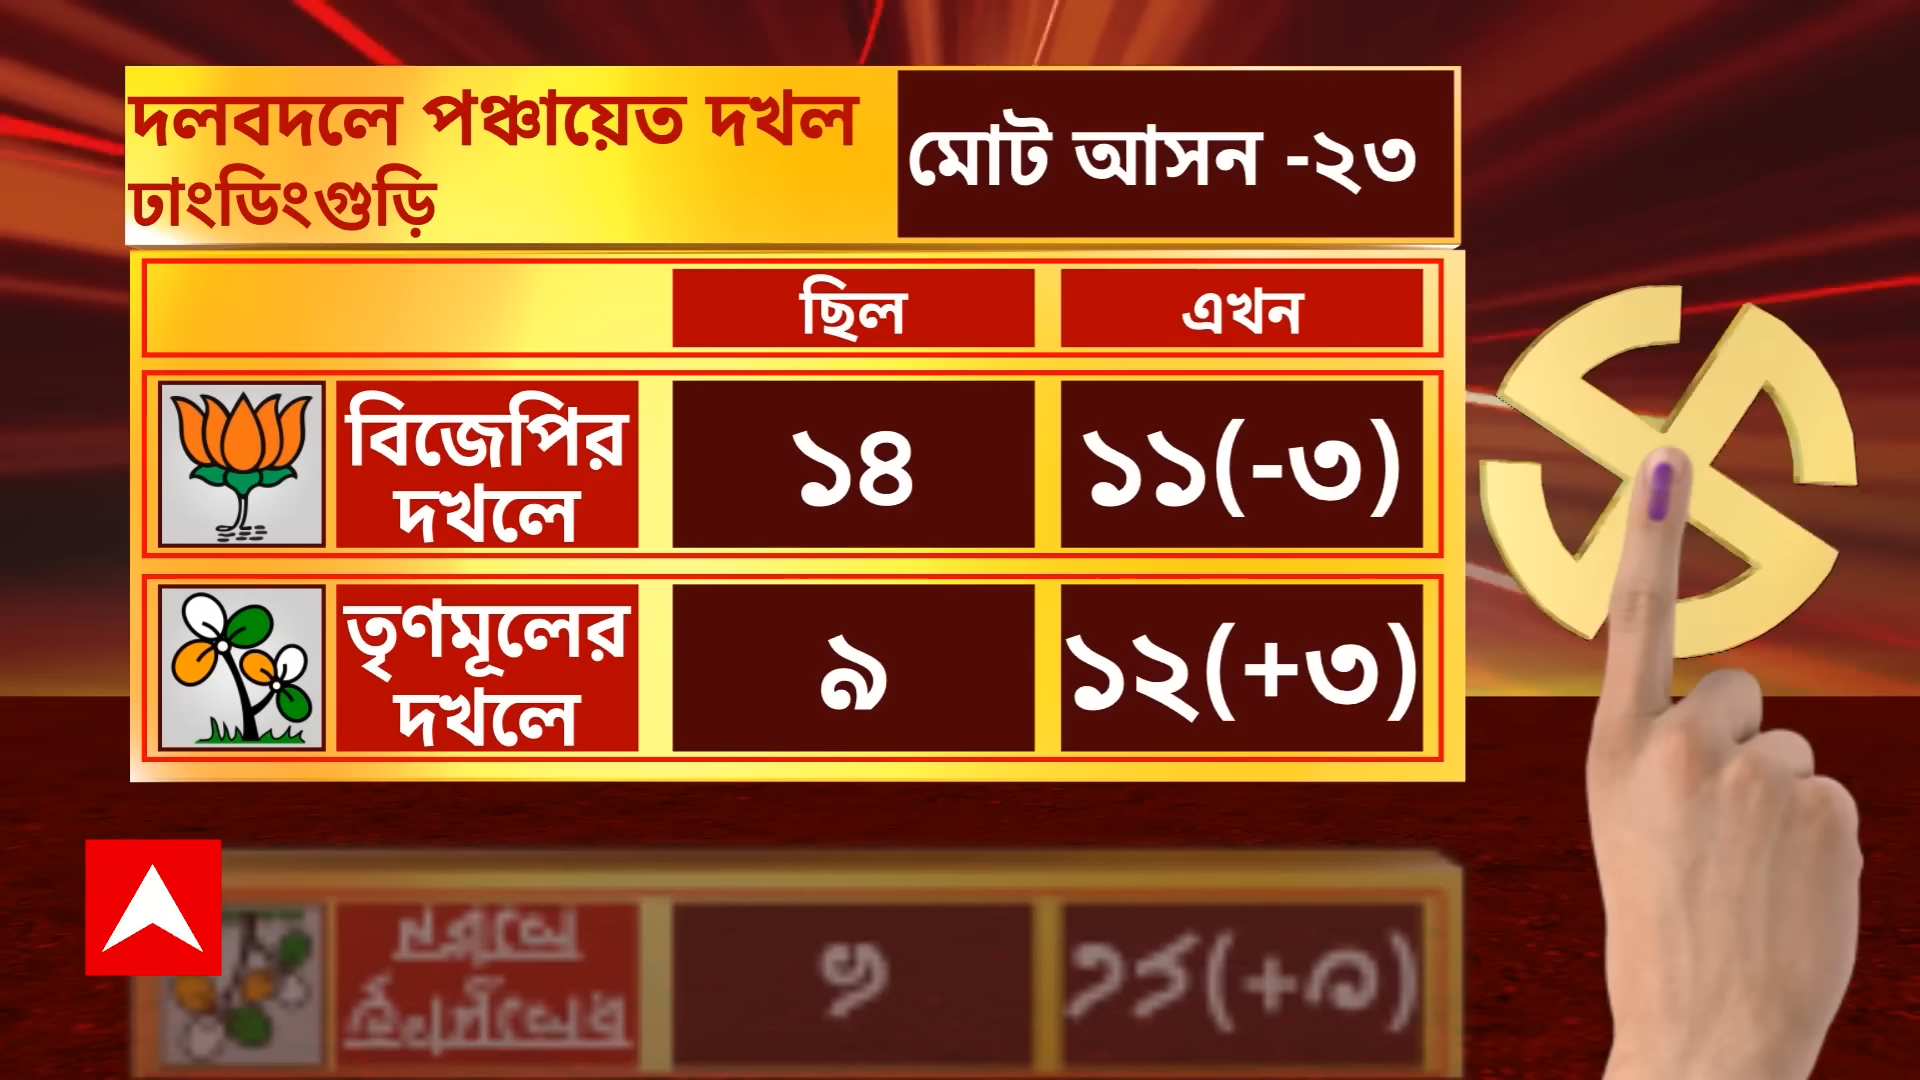 দলবদলে পঞ্চায়েত দখল
ঢাংডিংগুড়ি
মোট আসন -২৩
ছিল এখন
বিজেপির
দখলে
১৪ ১১(-৩)
তৃণমূলের
দখলে
৯ ১২(+৩)